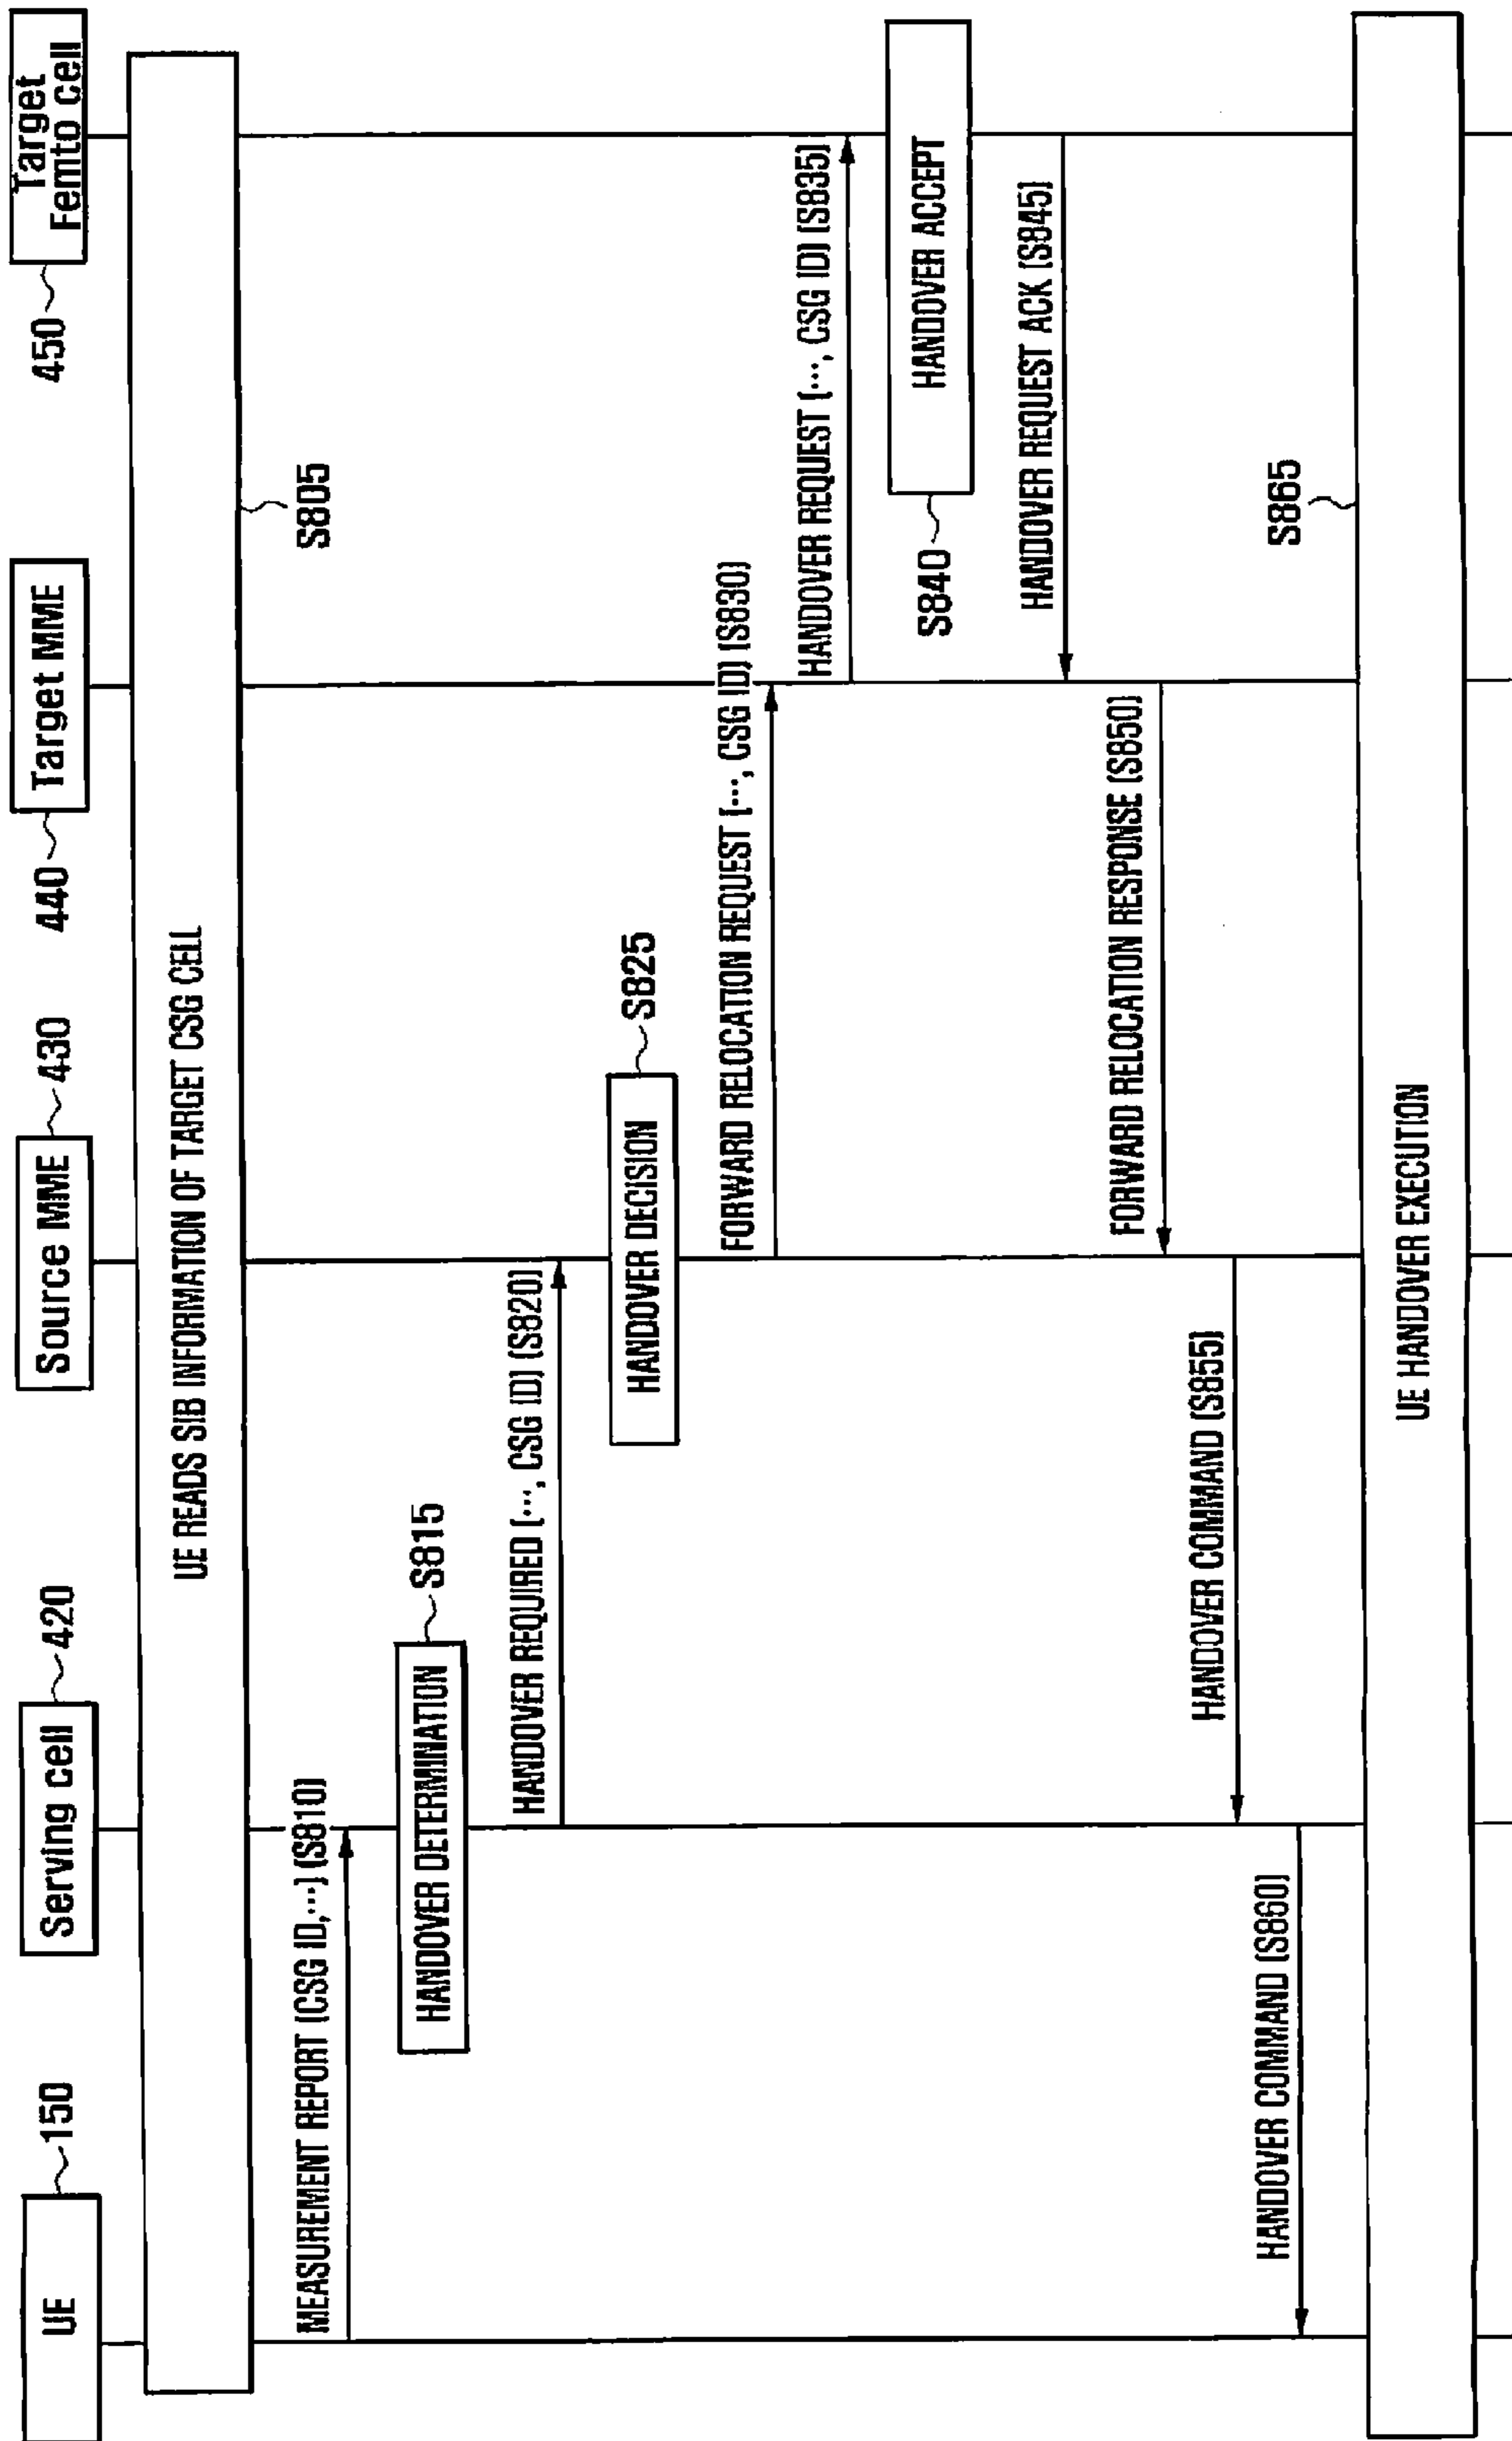 UE
150
Serving cell
420
Source MME
430
Target MME
440
Target
Femto cell
450
UE READS SIB INFORMATION OF TARGET CSG CELL
S805
MEASUREMENT REPORT (CSG ID,···) (S810)
HANDOVER DETERMINATION
S815
HANDOVER REQUIRED (···, CSG ID) (S820)
HANDOVER DECISION
S825
FORWARD RELOCATION REQUEST (···, CSG ID) (S830)
HANDOVER REQUEST (···, CSG ID) (S835)
HANDOVER ACCEPT
S840
HANDOVER REQUEST ACK (S845)
FORWARD RELOCATION RESPONSE (S850)
HANDOVER COMMAND (S855)
HANDOVER COMMAND (S860)
S865
UE HANDOVER EXECUTION